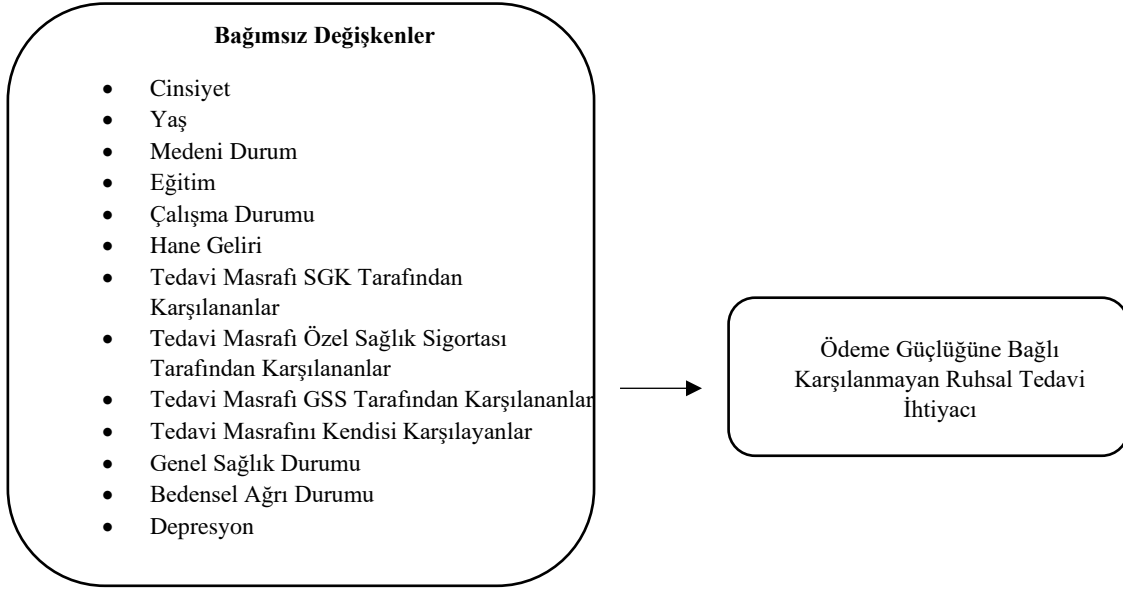 Bağımsız Değişkenler
• Cinsiyet
• Yaş
• Medeni Durum
• Eğitim
• Çalışma Durumu
• Hane Geliri
• Tedavi Masrafı SGK Tarafından
Karşılananlar
• Tedavi Masrafı Özel Sağlık Sigortası
Tarafından Karşılananlar
• Tedavi Masrafı GSS Tarafından Karşılananlar
• Tedavi Masrafını Kendisi Karşılayanlar
• Genel Sağlık Durumu
• Bedensel Ağrı Durumu
• Depresyon
Ödeme Güçlüğüne Bağlı
Karşılanmayan Ruhsal Tedavi
İhtiyacı